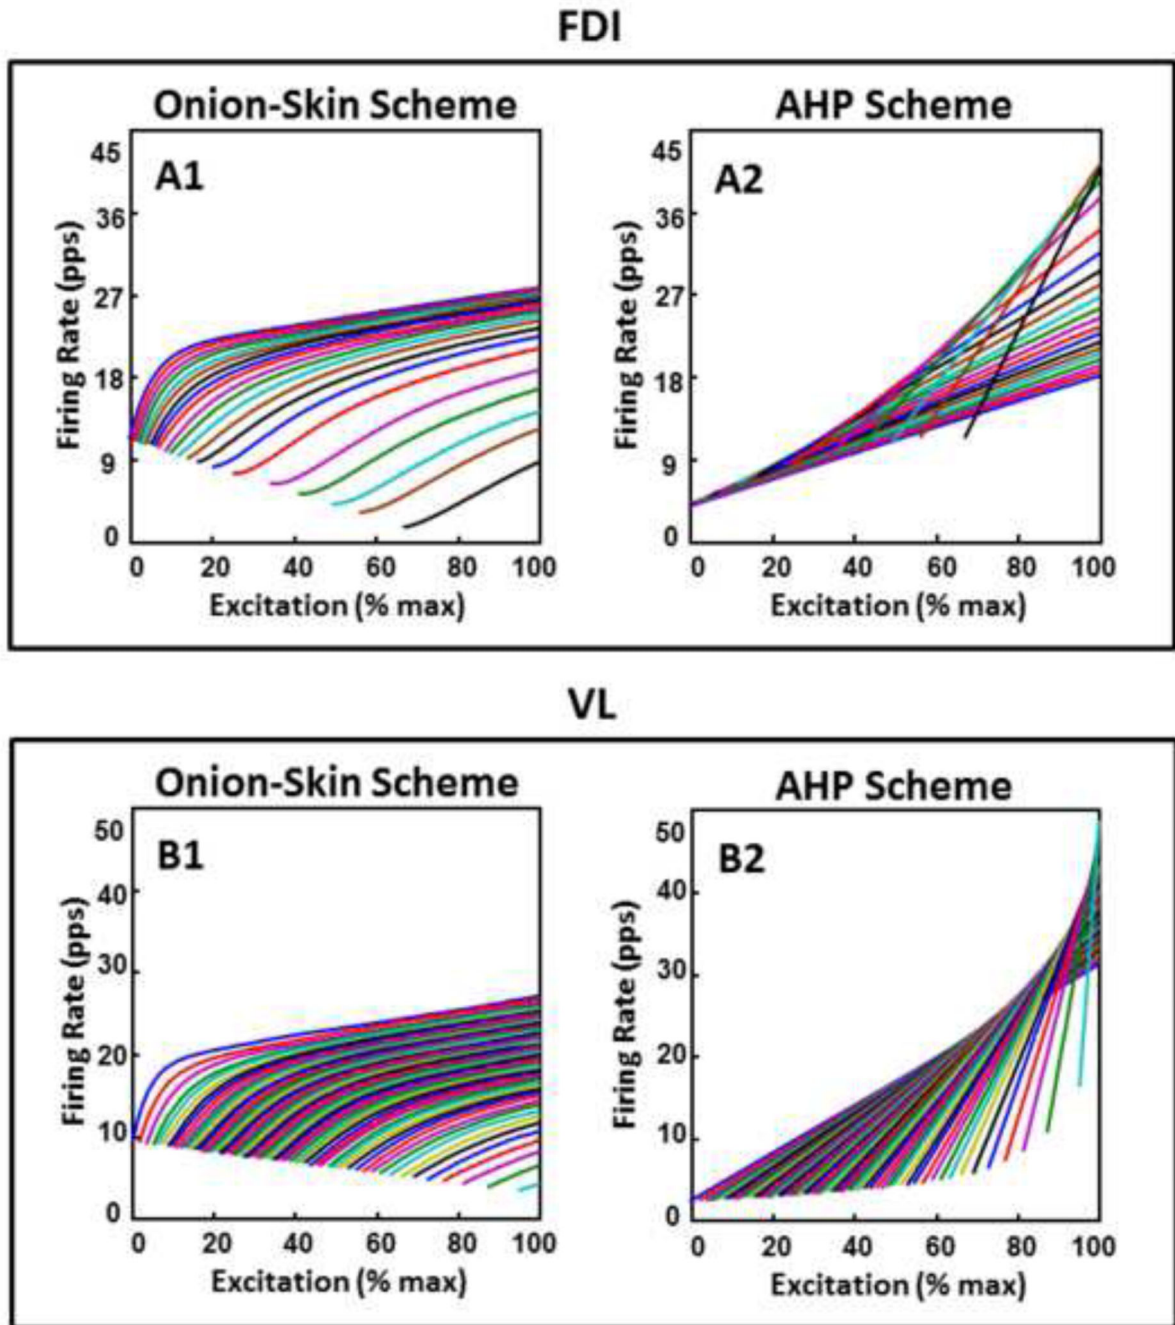 FDI
Onion-Skin Scheme
A1
Firing Rate (pps)
45
36
27
18
9
0
0 20 40 60 80 100
Excitation (% max)
AHP Scheme
A2
Firing Rate (pps)
45
36
27
18
9
0
0 20 40 60 80 100
Excitation (% max)
VL
Onion-Skin Scheme
B1
Firing Rate (pps)
50
40
30
20
10
0
0 20 40 60 80 100
Excitation (% max)
AHP Scheme
B2
Firing Rate (pps)
50
40
30
20
10
0
0 20 40 60 80 100
Excitation (% max)